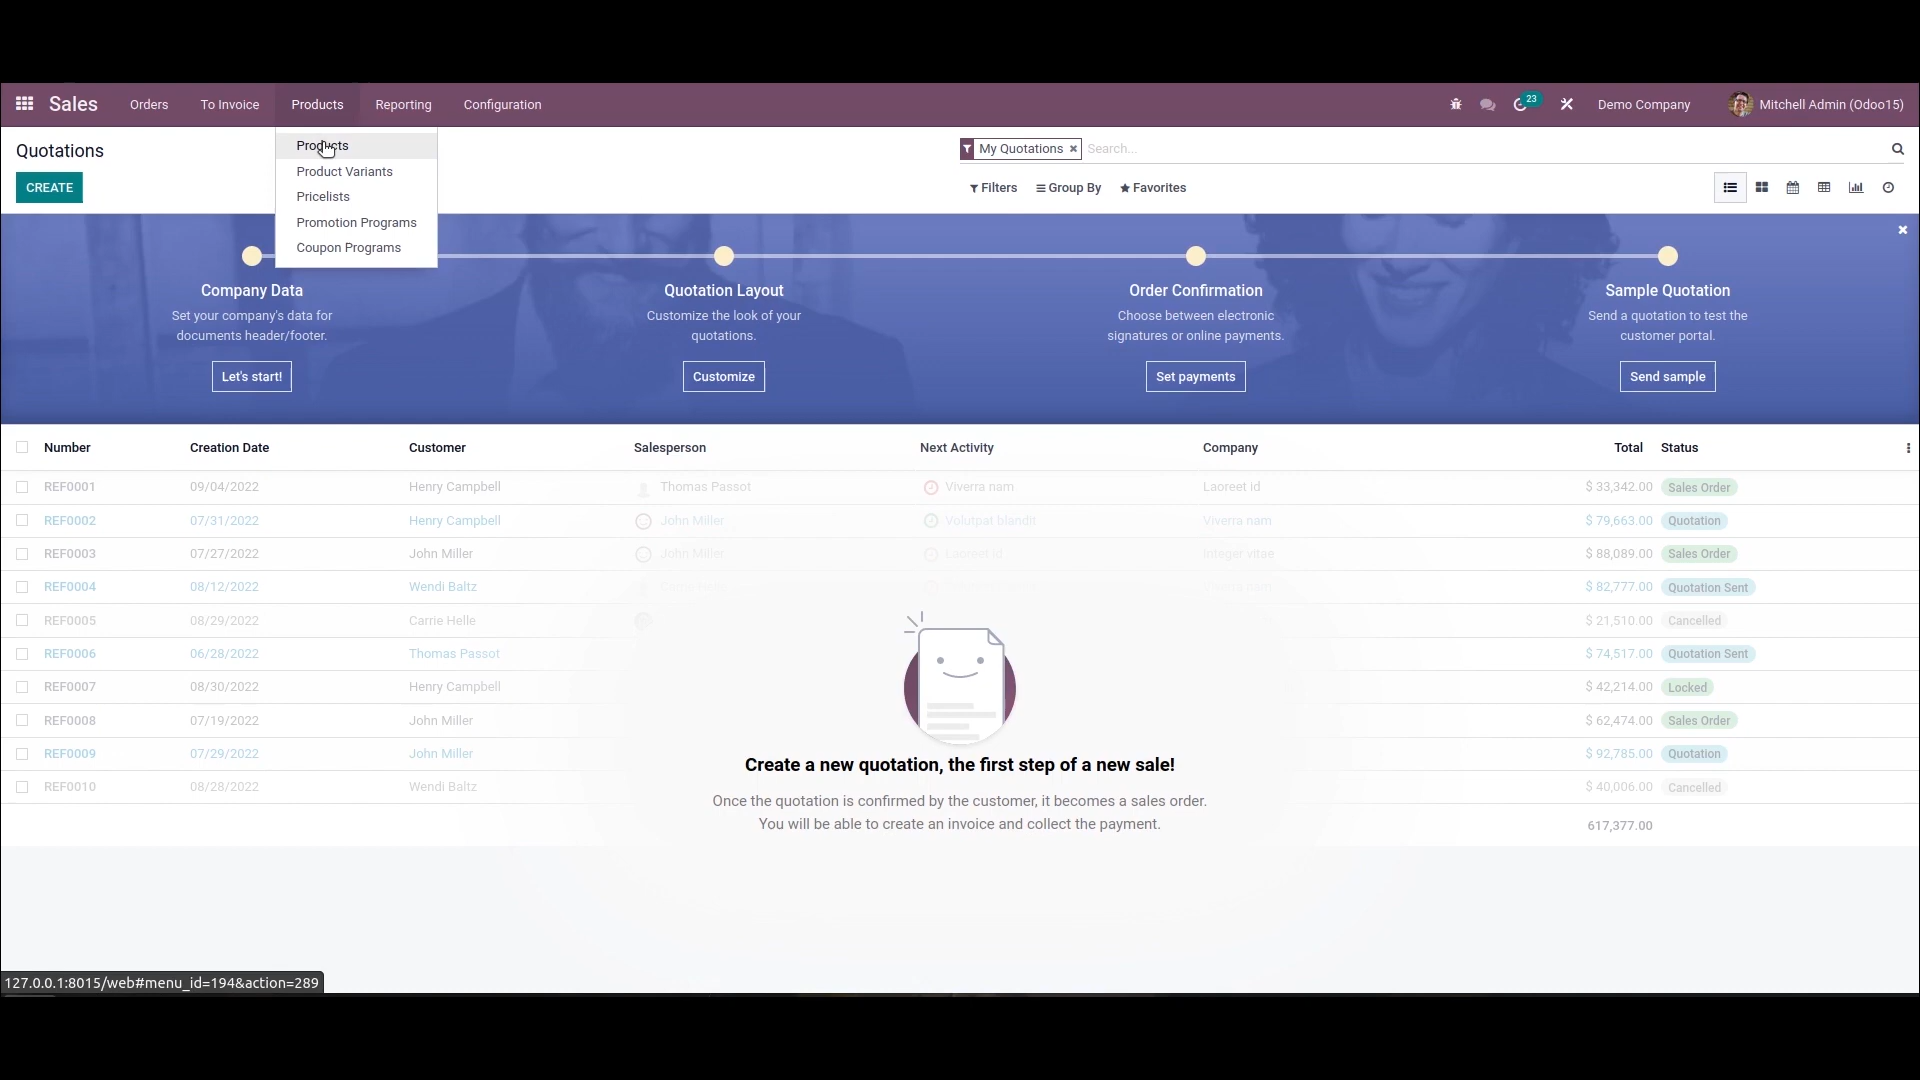 Sales Orders To Invoice Products Reporting Configuration 23 Demo Company Mitchell Admin (Odoo15)
Quotations
CREATE
Products
Product Variants
Pricelists
Promotion Programs
Coupon Programs
My Quotations × Search...
Filters Group By Favorites
Company Data
Set your company's data for
documents header/footer.
Let's start!
Quotation Layout
Customize the look of your
quotations.
Customize
Order Confirmation
Choose between electronic
signatures or online payments.
Set payments
Sample Quotation
Send a quotation to test the
customer portal.
Send sample
Number Creation Date Customer Salesperson Next Activity Company Total Status
REF0001 09/04/2022 Henry Campbell Thomas Passot Viverra nam Laoreet id $ 33,342.00 Sales Order
REF0002 07/31/2022 Henry Campbell John Miller Volutpat blandit Viverra nam $ 79,663.00 Quotation
REF0003 07/27/2022 John Miller John Miller Laoreet id Integer vitae $ 88,089.00 Sales Order
REF0004 08/12/2022 Wendi Baltz Viverra nam $ 82,777.00 Quotation Sent
REF0005 08/29/2022 Carrie Helle $ 21,510.00 Cancelled
REF0006 06/28/2022 Thomas Passot $ 74,517.00 Quotation Sent
REF0007 08/30/2022 Henry Campbell $ 42,214.00 Locked
REF0008 07/19/2022 John Miller $ 62,474.00 Sales Order
REF0009 07/29/2022 John Miller $ 92,785.00 Quotation
REF0010 08/28/2022 Wendi Baltz $ 40,006.00 Cancelled
617,377.00
Create a new quotation, the first step of a new sale!
Once the quotation is confirmed by the customer, it becomes a sales order.
You will be able to create an invoice and collect the payment.
127.0.0.1:8015/web#menu_id=194&action=289